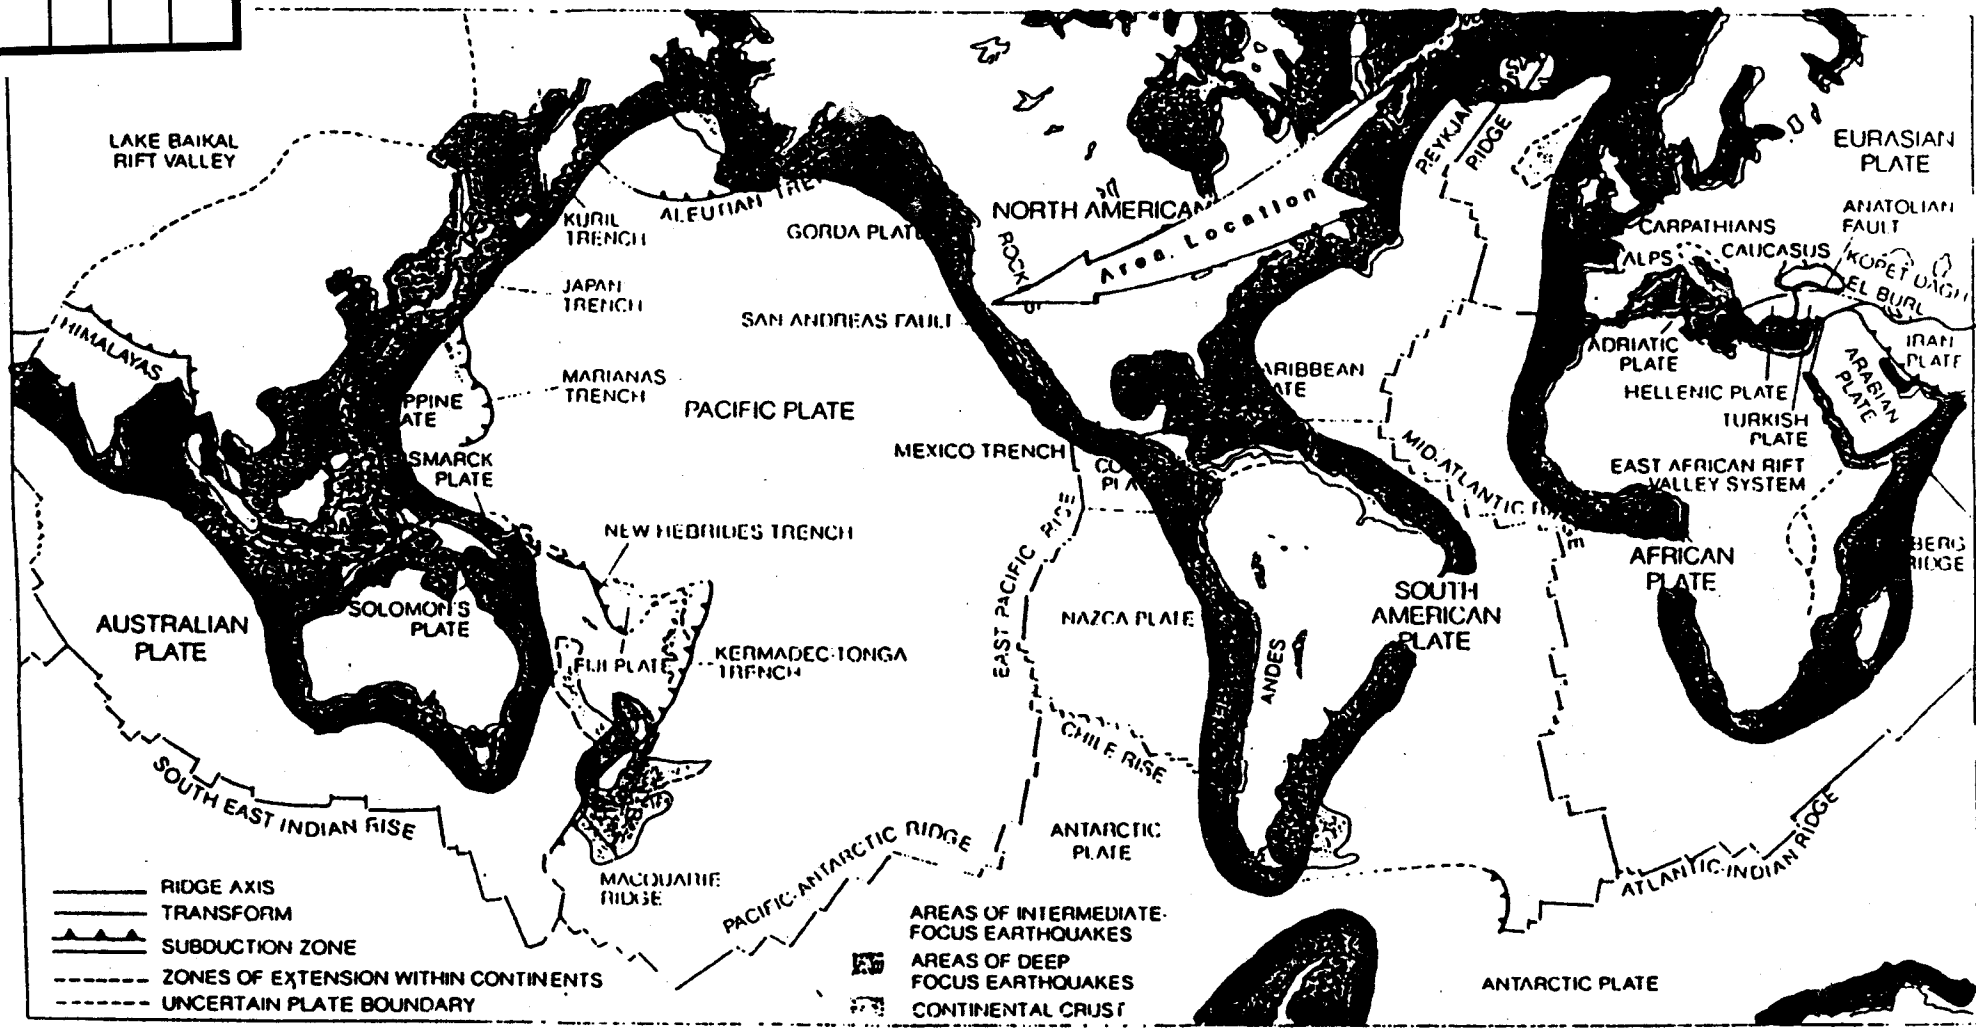 LAKE BAIKAL
RIFT VALLEY
HIMALAYAS
KURIL
TRENCH
ALEUTIAN
GORDA PLATE
JAPAN
TRENCH
SAN ANDREAS FAULT
MARIANAS
TRENCH
PPINE
ATE
PACIFIC PLATE
SMARCK
PLATE
MEXICO TRENCH
NEW HEBRIDES TRENCH
AUSTRALIAN
PLATE
SOLOMON'S
PLATE
FIJI PLATE
KERMADEC-TONGA
TRENCH
EAST PACIFIC RISE
NAZCA PLATE
CHILE RISE
ANDES
SOUTH EAST INDIAN RISE
MACQUARIE
RIDGE
PACIFIC-ANTARCTIC RIDGE
ANTARCTIC
PLATE
NORTH AMERICAN
Area Location
ARIBBEAN
ATE
RIDGE
MID-ATLANTIC
SOUTH
AMERICAN
PLATE
EURASIAN
PLATE
CARPATHIANS
ALPS
CAUCASUS
ANATOLIAN
FAULT
KOPET DAGH
ADRIATIC
PLATE
HELLENIC PLATE
TURKISH
PLATE
ARABIAN
PLATE
IRAN
PLATE
EAST AFRICAN RIFT
VALLEY SYSTEM
AFRICAN
PLATE
BERG
RIDGE
ATLANTIC-INDIAN RIDGE
ANTARCTIC PLATE
RIDGE AXIS
TRANSFORM
SUBDUCTION ZONE
ZONES OF EXTENSION WITHIN CONTINENTS
UNCERTAIN PLATE BOUNDARY
AREAS OF INTERMEDIATE-
FOCUS EARTHQUAKES
AREAS OF DEEP
FOCUS EARTHQUAKES
CONTINENTAL CRUST